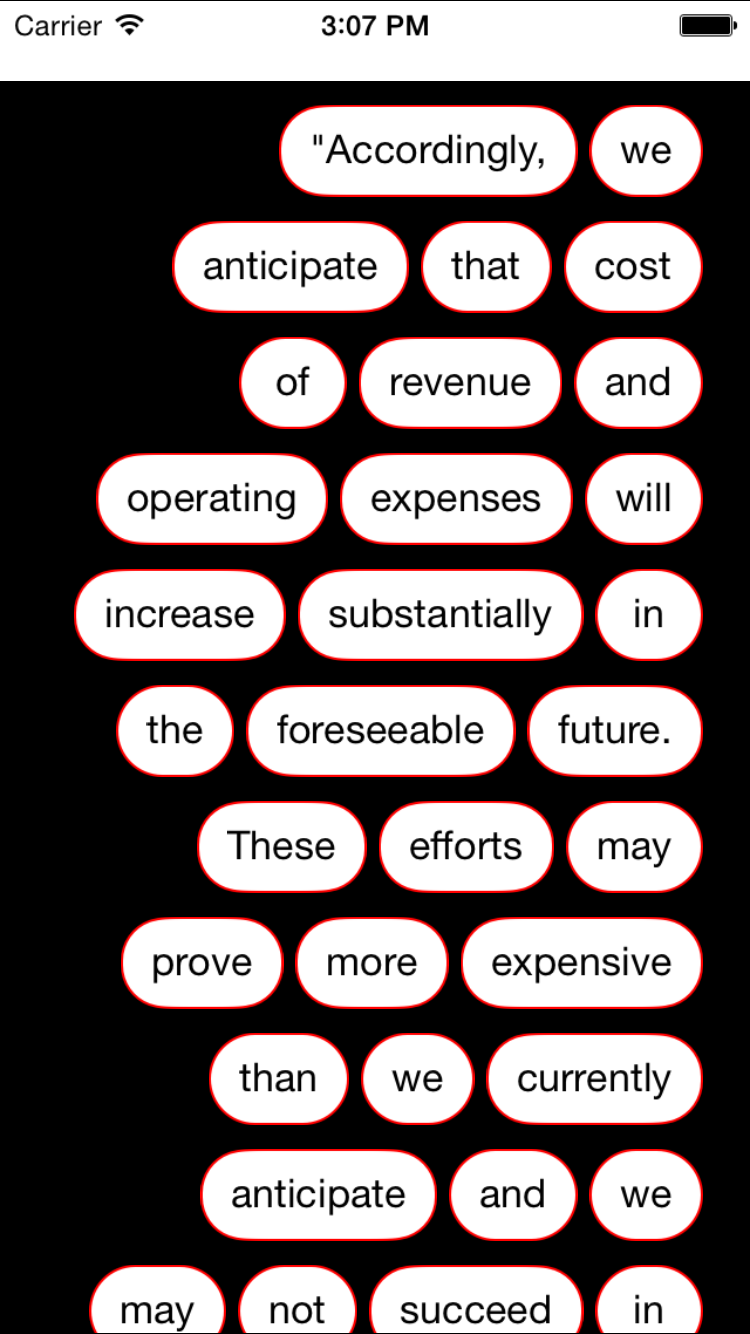 Carrier 3:07 PM
"Accordingly, we
anticipate that cost
of revenue and
operating expenses will
increase substantially in
the foreseeable future.
These efforts may
prove more expensive
than we currently
anticipate and we
may not succeed in